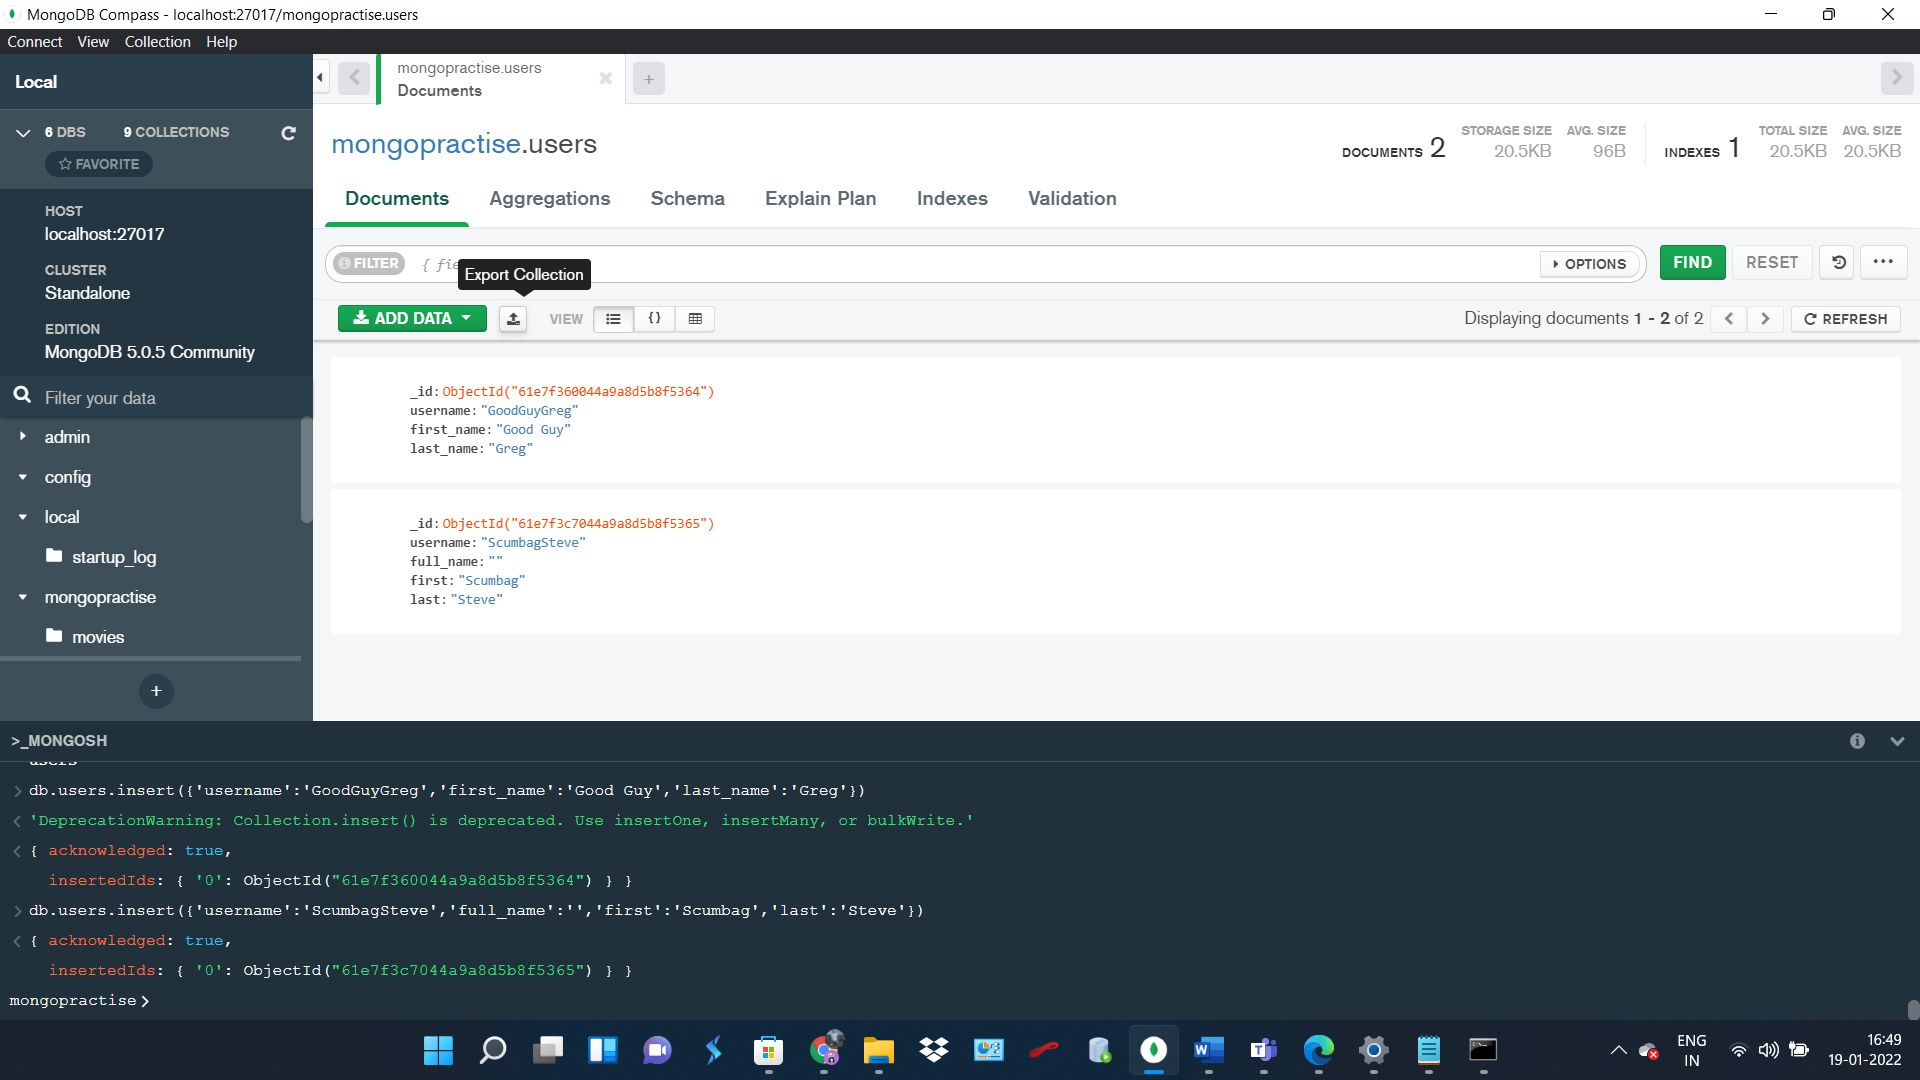 MongoDB Compass - localhost:27017/mongopractise.users
Connect View Collection Help
Local
6 DBS 9 COLLECTIONS
FAVORITE
HOST
localhost:27017
CLUSTER
Standalone
EDITION
MongoDB 5.0.5 Community
Filter your data
admin
config
local
startup_log
mongopractise
movies
+
mongopractise.users
Documents
+
mongopractise.users
DOCUMENTS 2
STORAGE SIZE
20.5KB
AVG. SIZE
96B
INDEXES 1
TOTAL SIZE
20.5KB
AVG. SIZE
20.5KB
Documents Aggregations Schema Explain Plan Indexes Validation
FILTER { fie
OPTIONS FIND RESET ...
Export Collection
ADD DATA VIEW {}
Displaying documents 1 - 2 of 2 REFRESH
_id: ObjectId("61e7f360044a9a8d5b8f5364")
username: "GoodGuyGreg"
first_name: "Good Guy"
last_name: "Greg"
_id: ObjectId("61e7f3c7044a9a8d5b8f5365")
username: "ScumbagSteve"
full_name: ""
first: "Scumbag"
last: "Steve"
>_MONGOSH
users
> db.users.insert({'username':'GoodGuyGreg','first_name':'Good Guy','last_name':'Greg'})
< 'DeprecationWarning: Collection.insert() is deprecated. Use insertOne, insertMany, or bulkWrite.'
< { acknowledged: true,
insertedIds: { '0': ObjectId("61e7f360044a9a8d5b8f5364") } }
> db.users.insert({'username':'ScumbagSteve','full_name':'','first':'Scumbag','last':'Steve'})
< { acknowledged: true,
insertedIds: { '0': ObjectId("61e7f3c7044a9a8d5b8f5365") } }
mongopractise >
ENG
IN
16:49
19-01-2022